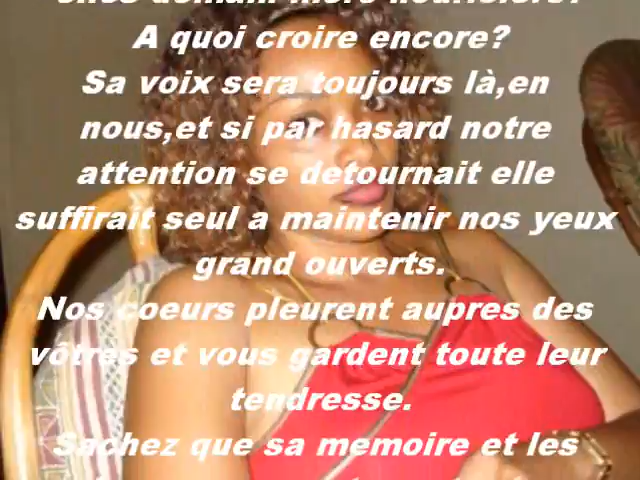 A quoi croire encore?
Sa voix sera toujours là,en
nous,et si par hasard notre
attention se detournait elle
suffirait seul a maintenir nos yeux
grand ouverts.
Nos coeurs pleurent aupres des
vôtres et vous gardent toute leur
tendresse.
Sachez que sa memoire et les